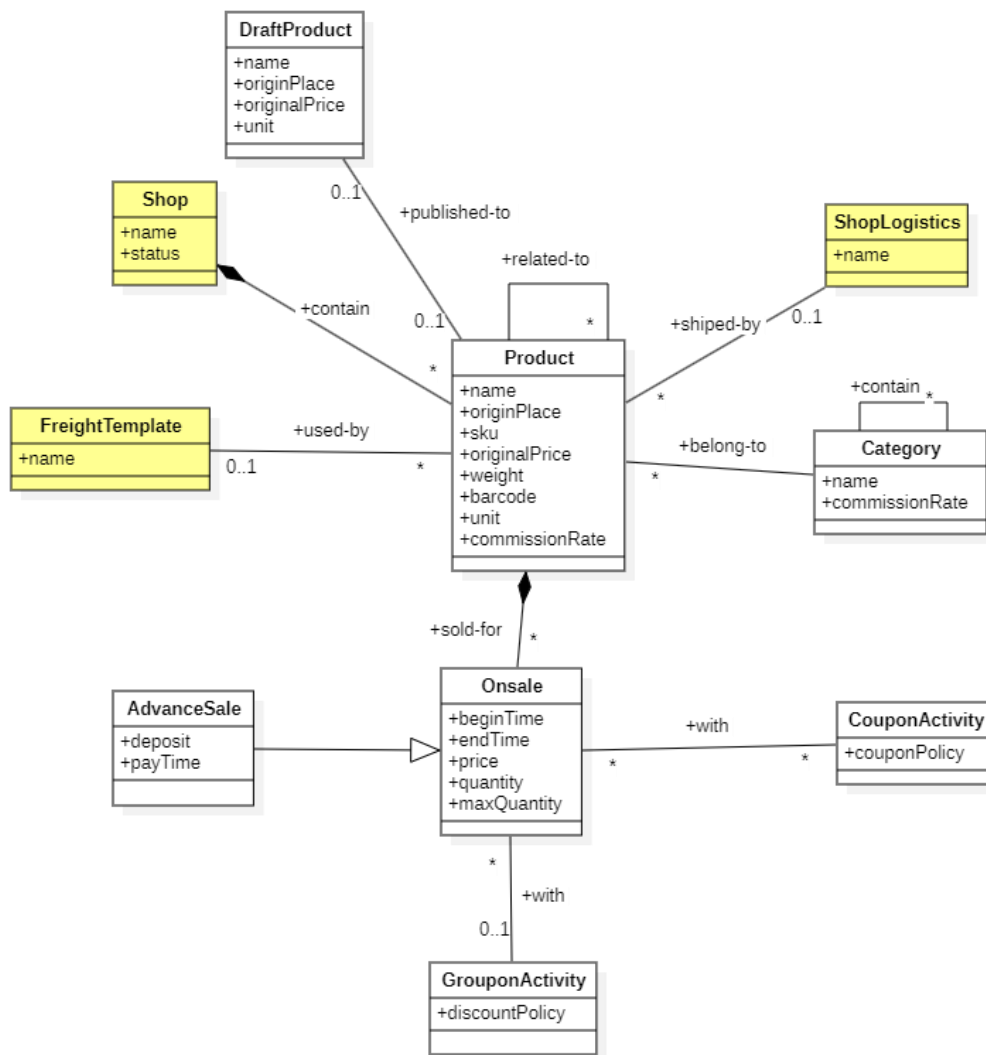 DraftProduct
+name
+originPlace
+originalPrice
+unit
0..1
+published-to
0..1
Shop
+name
+status
+contain
*
ShopLogistics
+name
0..1
+shiped-by
*
+related-to
*
Product
+name
+originPlace
+sku
+originalPrice
+weight
+barcode
+unit
+commissionRate
FreightTemplate
+name
0..1
+used-by
*
+contain
*
Category
+name
+commissionRate
+belong-to
*
+sold-for
*
Onsale
+beginTime
+endTime
+price
+quantity
+maxQuantity
AdvanceSale
+deposit
+payTime
CouponActivity
+couponPolicy
+with
*
*
*
+with
0..1
GrouponActivity
+discountPolicy